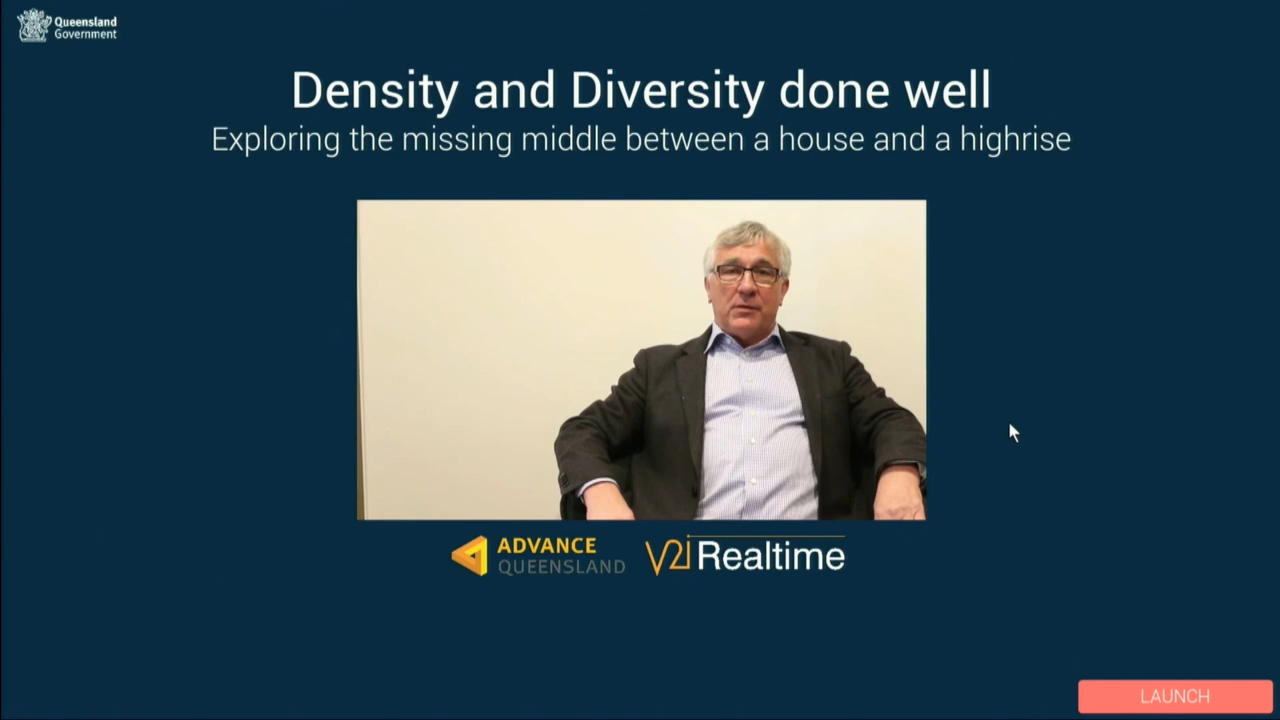 Queensland
Government
Density and Diversity done well
Exploring the missing middle between a house and a highrise
ADVANCE
QUEENSLAND
V2i Realtime
LAUNCH